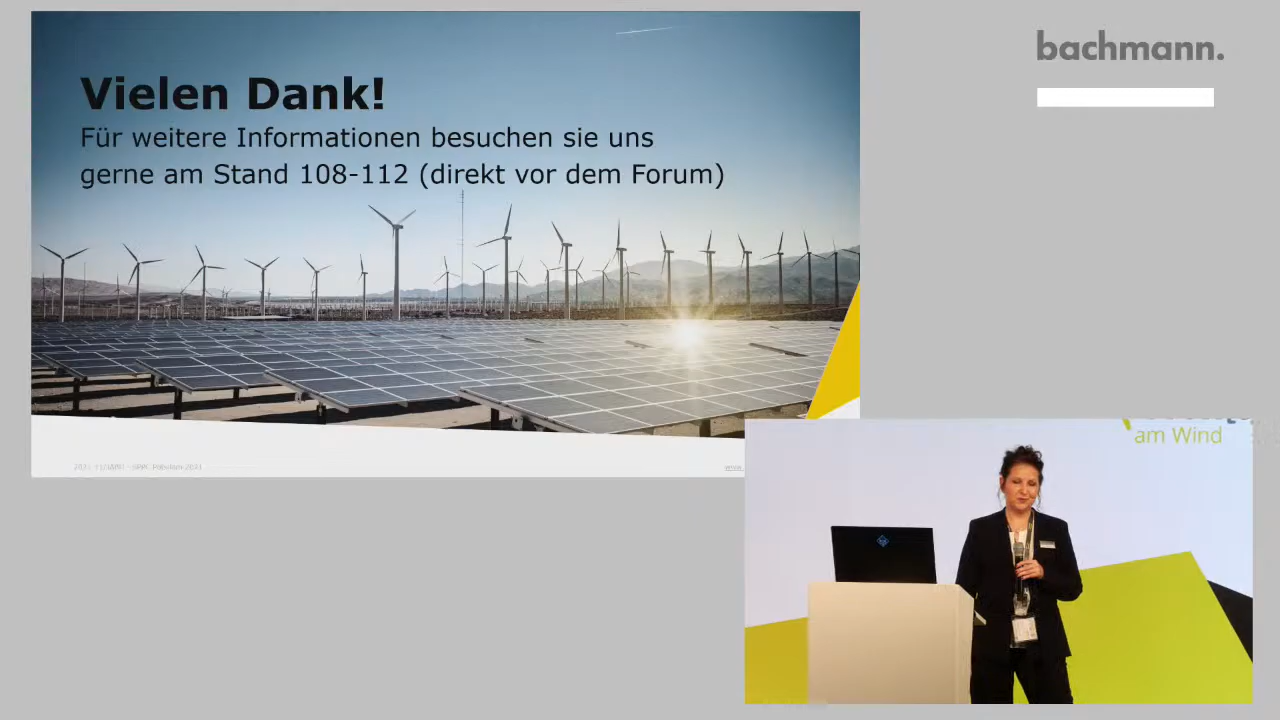 bachmann.
Vielen Dank!
Für weitere Informationen besuchen sie uns
gerne am Stand 108-112 (direkt vor dem Forum)
www.
am Wind